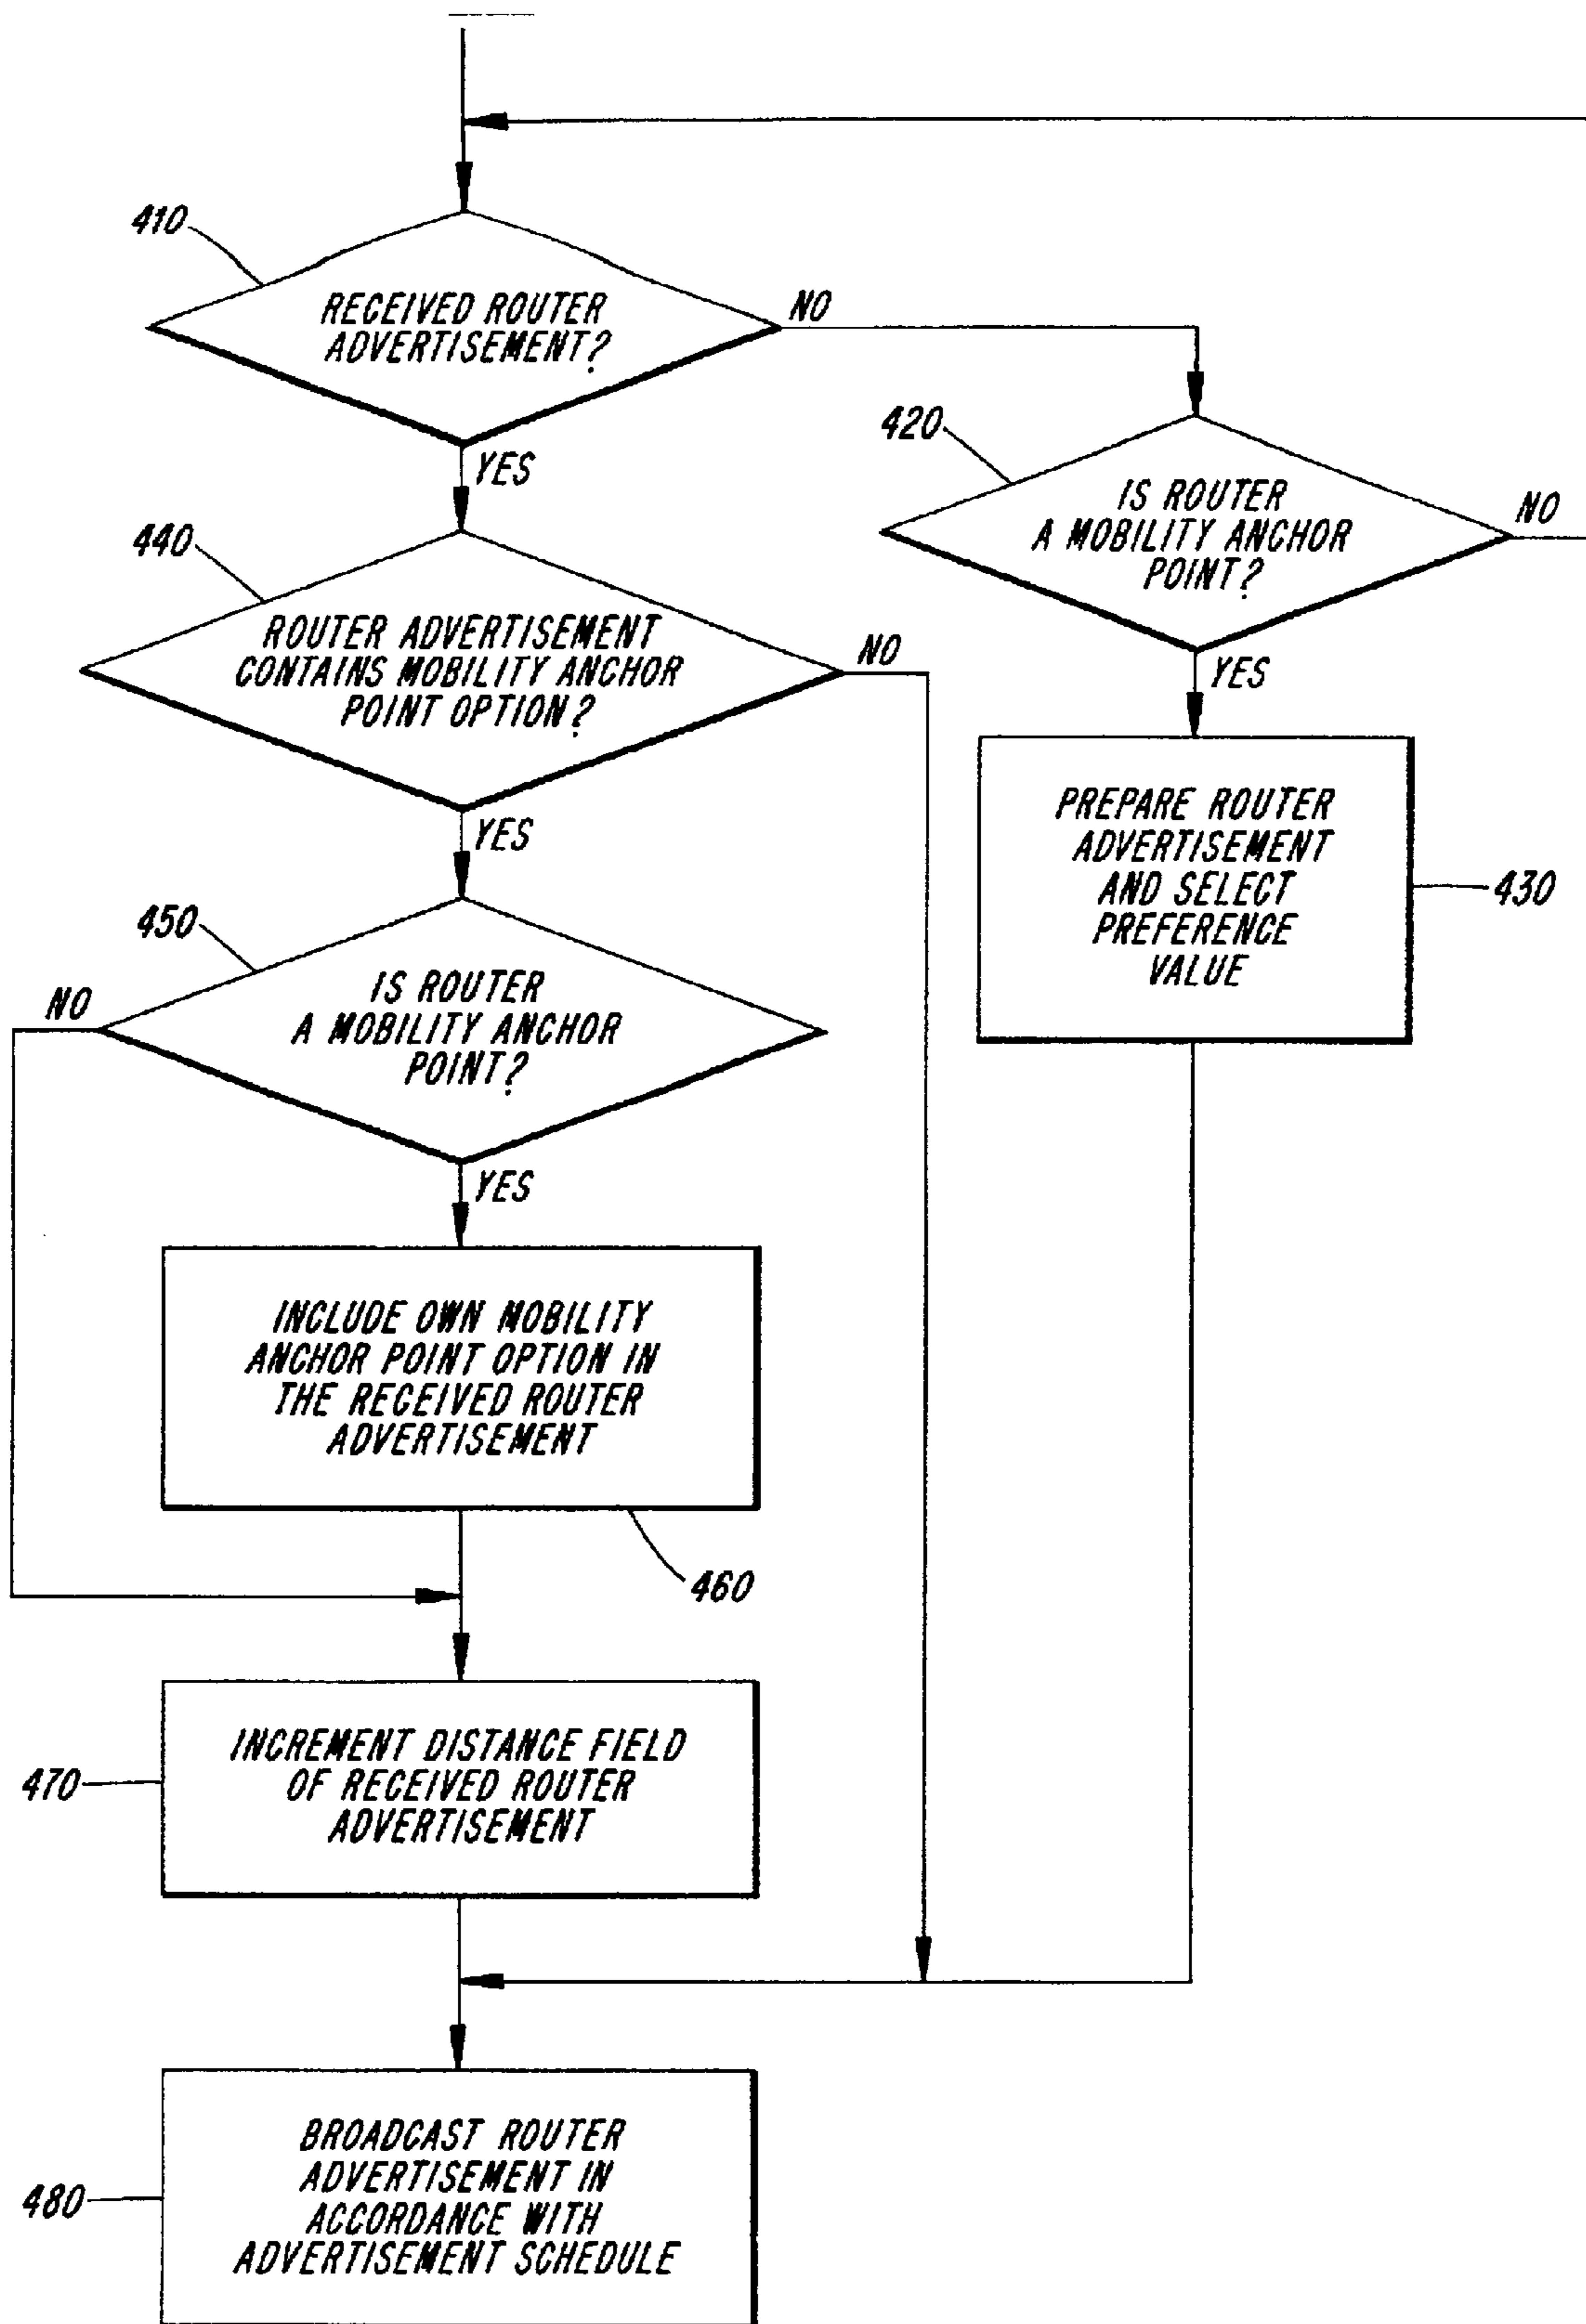 410
RECEIVED ROUTER
ADVERTISEMENT?
NO
YES
420
IS ROUTER
A MOBILITY ANCHOR
POINT?
NO
YES
440
ROUTER ADVERTISEMENT
CONTAINS MOBILITY ANCHOR
POINT OPTION?
NO
YES
PREPARE ROUTER
ADVERTISEMENT
AND SELECT
PREFERENCE
VALUE
430
450
NO
IS ROUTER
A MOBILITY ANCHOR
POINT?
YES
INCLUDE OWN MOBILITY
ANCHOR POINT OPTION IN
THE RECEIVED ROUTER
ADVERTISEMENT
460
INCREMENT DISTANCE FIELD
OF RECEIVED ROUTER
ADVERTISEMENT
470
BROADCAST ROUTER
ADVERTISEMENT IN
ACCORDANCE WITH
ADVERTISEMENT SCHEDULE
480